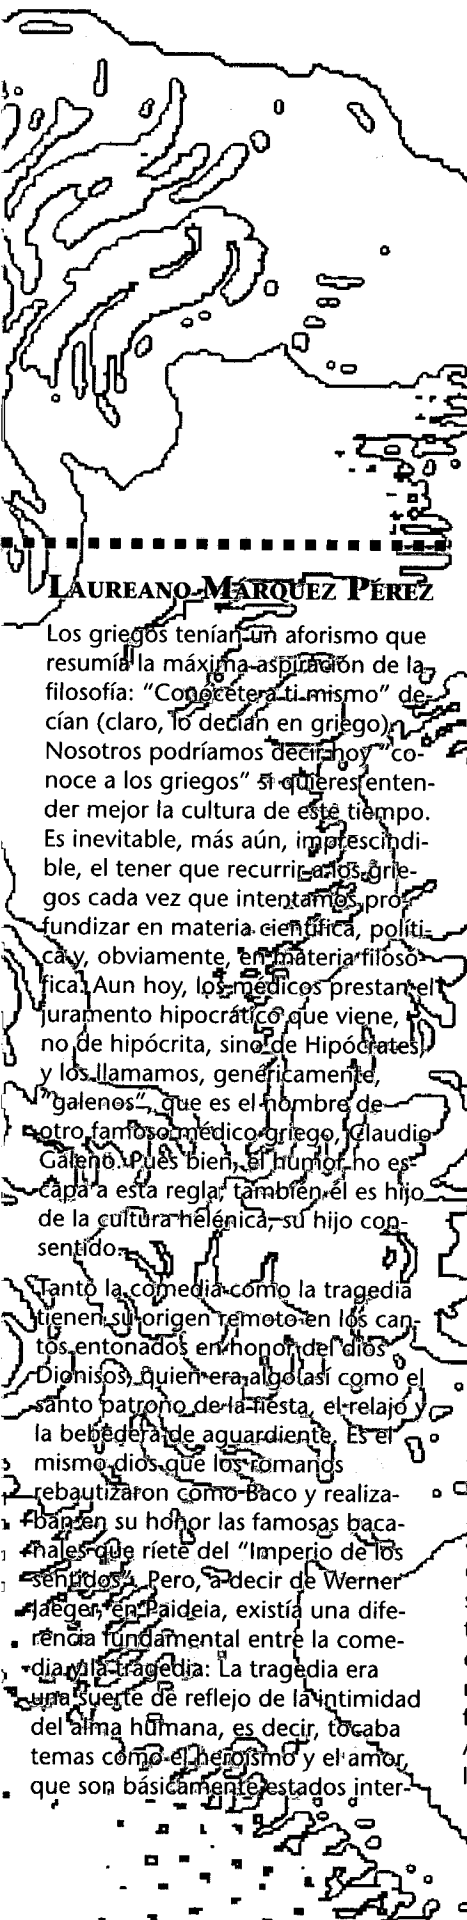 LAUREANO MÁRQUEZ PÉREZ
Los griegos tenían un aforismo que
resumía la máxima aspiración de la
filosofía: "Conócete a ti mismo" de-
cían (claro, lo decían en griego).
Nosotros podríamos decir hoy "co-
noce a los griegos" si quieres enten-
der mejor la cultura de este tiempo.
Es inevitable, más aún, imprescindi-
ble, el tener que recurrir a los grie-
gos cada vez que intentamos pro-
fundizar en materia científica, políti-
ca y, obviamente, en materia filosó-
fica. Aun hoy, los médicos prestan el
juramento hipocrático que viene,
no de hipócrita, sino de Hipócrates,
y los llamamos, genéricamente,
"galenos", que es el nombre de
otro famoso médico griego, Claudio
Galeno. Pues bien, el humor no es-
capa a esta regla; también él es hijo
de la cultura helénica, su hijo con-
sentido.
Tanto la comedia como la tragedia
tienen su origen remoto en los can-
tos entonados en honor del dios
Dionisos, quien era algo así como el
santo patrono de la fiesta, el relajo y
la bebedera de aguardiente. Es el
mismo dios que los romanos
rebautizaron como Baco y realiza-
ban en su honor las famosas baca-
nales que ríete del "Imperio de los
sentidos". Pero, a decir de Werner
Jaeger, en Paideia, existía una dife-
rencia fundamental entre la come-
dia y la tragedia: La tragedia era
una suerte de reflejo de la intimidad
del alma humana, es decir, tocaba
temas como el heroísmo y el amor,
que son básicamente estados inter-